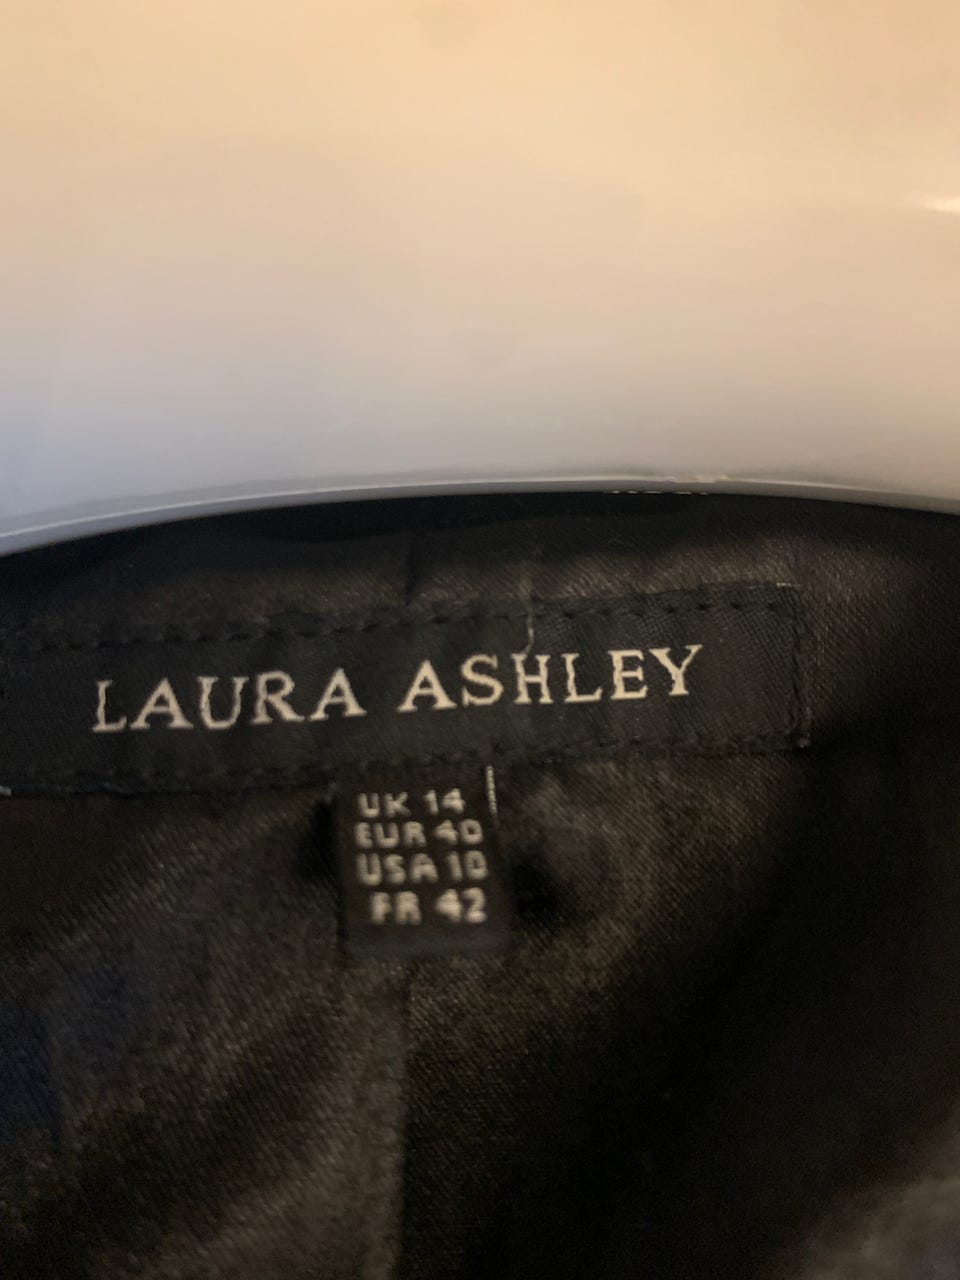 LAURA ASHLEY
UK 14
EUR 40
USA 10
FR 42